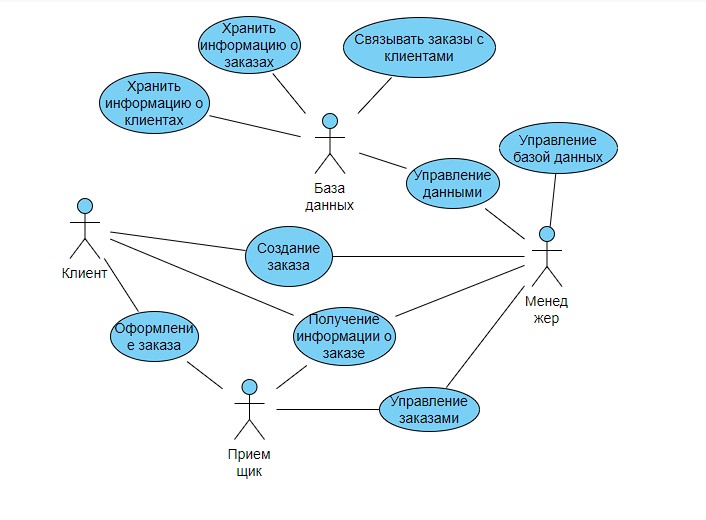 Хранить
информацию о
заказах
Связывать заказы с
клиентами
Хранить
информацию о
клиентах
Управление
базой данных
База
данных
Управление
данными
Клиент
Создание
заказа
Менед
жер
Оформлени
е заказа
Получение
информации о
заказе
Управление
заказами
Прием
щик